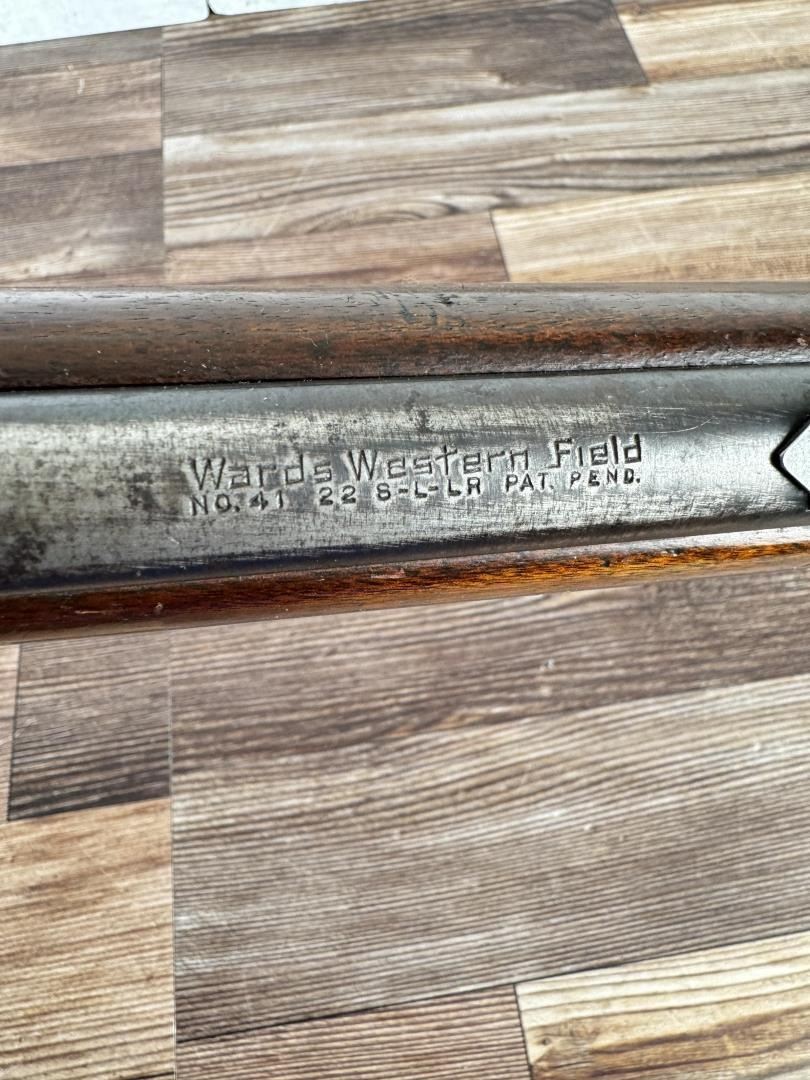 Wards Western Field
NO. 41 22 S-L-LR PAT. PEND.